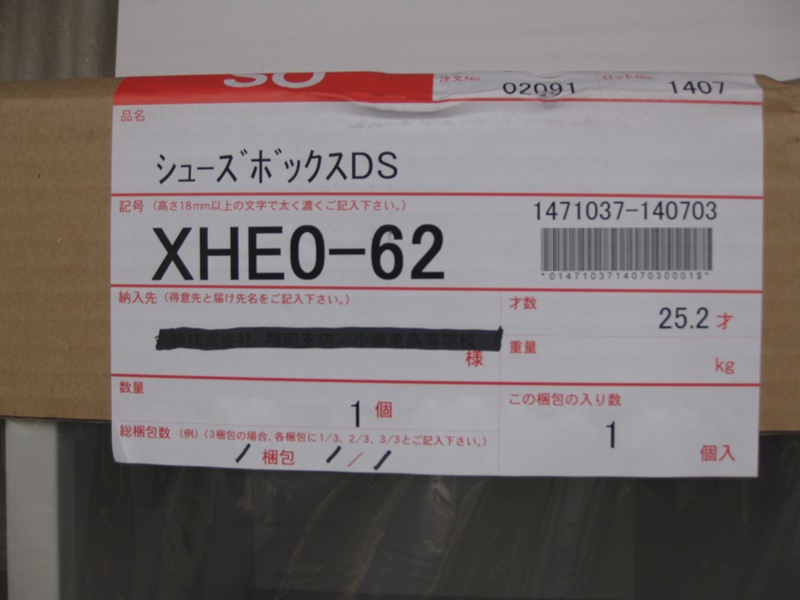 注文No. 02091 ロットNo. 1407
品名
シューズボックスDS
記号 (高さ18mm以上の文字で太く濃くご記入下さい。)
XHEO-62
1471037-140703
*014710371407030001$*
納入先 (得意先と届け先名をご記入下さい。)
様
才数
25.2 才
重量
kg
数量
1 個
総梱包数 (例) (3梱包の場合、各梱包に1/3、2/3、3/3とご記入下さい。)
1 梱包 1/1
この梱包の入り数
1 個入